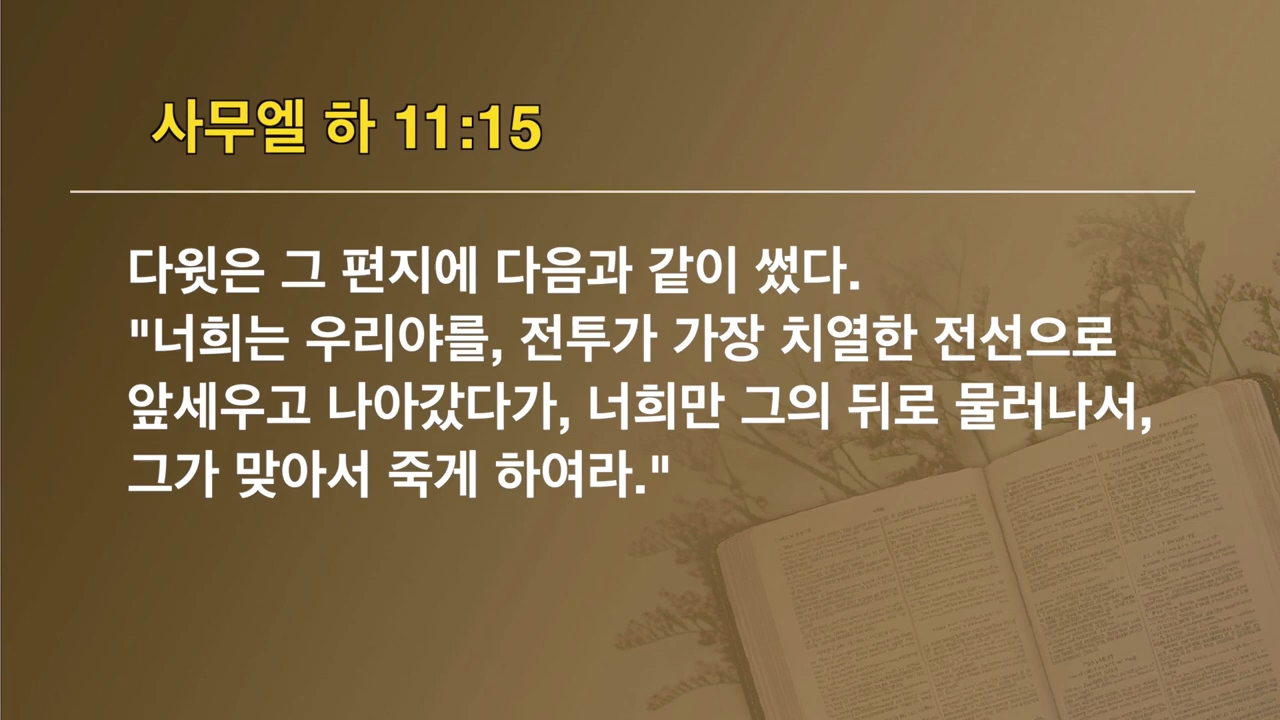 사무엘 하 11:15
다윗은 그 편지에 다음과 같이 썼다.
"너희는 우리야를, 전투가 가장 치열한 전선으로
앞세우고 나아갔다가, 너희만 그의 뒤로 물러나서,
그가 맞아서 죽게 하여라."